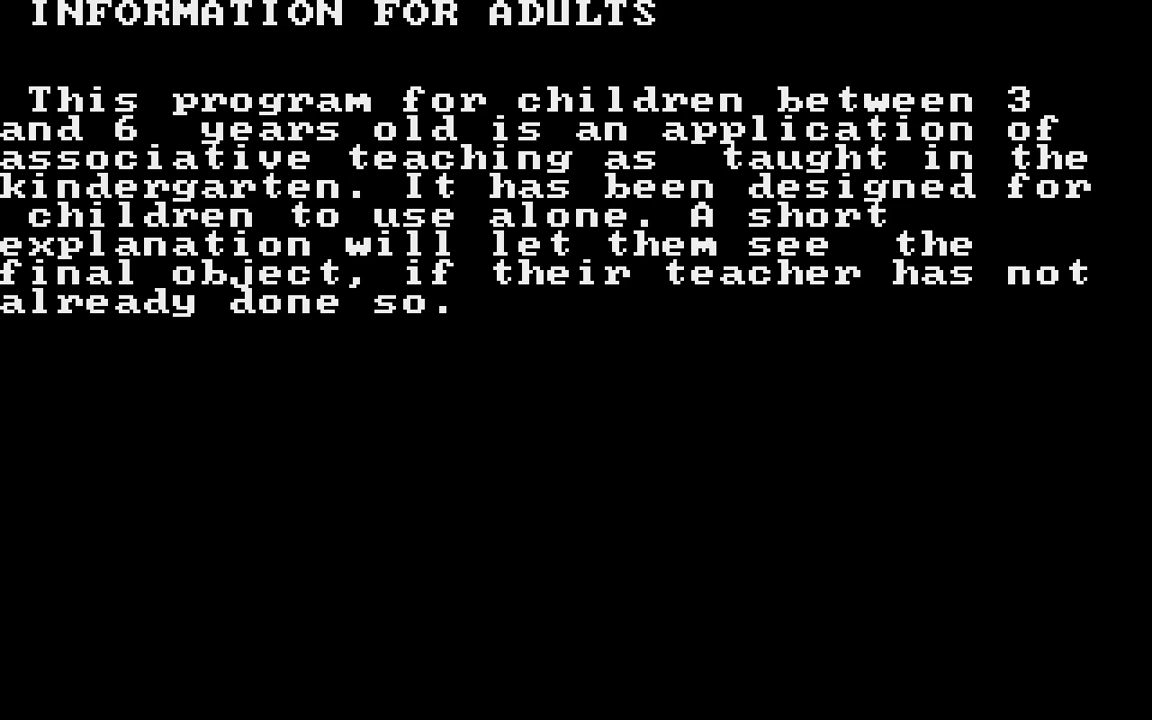 INFORMATION FOR ADULTS
This program for children between 3
and 6  years old is an application of
associative teaching as  taught in the
kindergarten. It has been designed for
children to use alone. A short
explanation will let them see  the
final object, if their teacher has not
already done so.